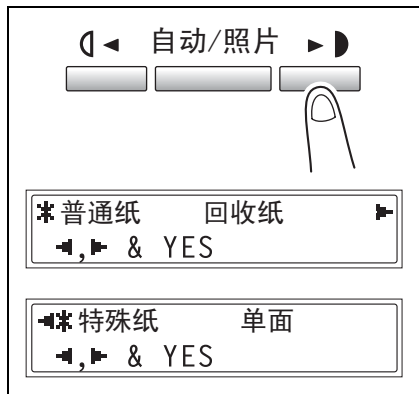 ◄ 自动/照片 ►
*普通纸 回收纸 ►
◄,► & YES
◄*特殊纸 单面
◄,► & YES